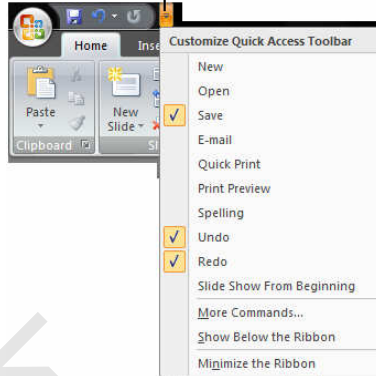 Home Inse
Customize Quick Access Toolbar
Paste
New
Slide
Clipboard
Sl
New
Open
Save
E-mail
Quick Print
Print Preview
Spelling
Undo
Redo
Slide Show From Beginning
More Commands...
Show Below the Ribbon
Minimize the Ribbon